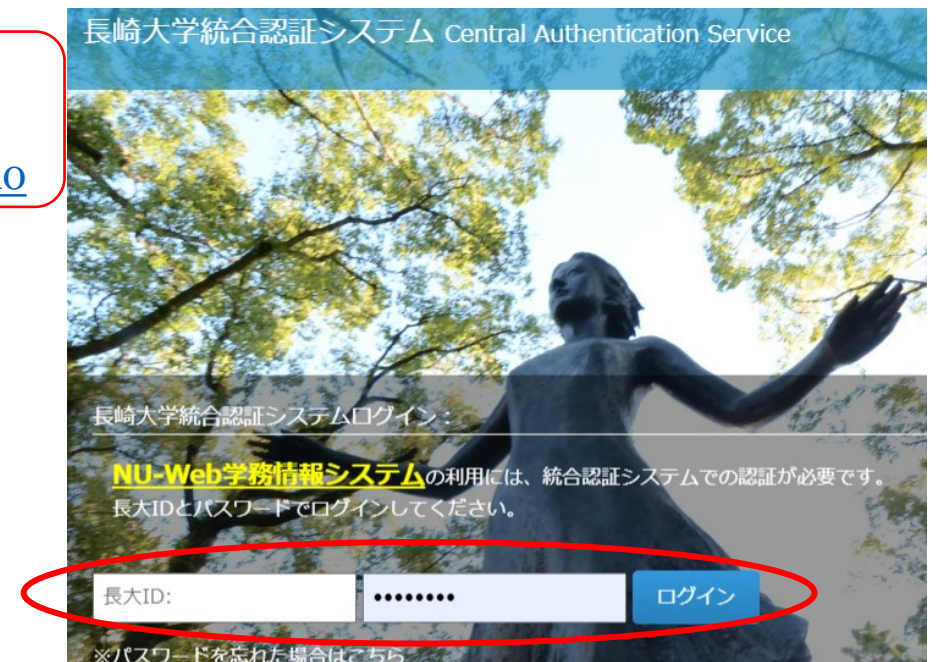 長崎大学統合認証システム Central Authentication Service
長崎大学統合認証システムログイン：
NU-Web学務情報システムの利用には、統合認証システムでの認証が必要です。
長大IDとパスワードでログインしてください。
長大ID:
••••••••
ログイン
※パスワードを忘れた場合はこちら